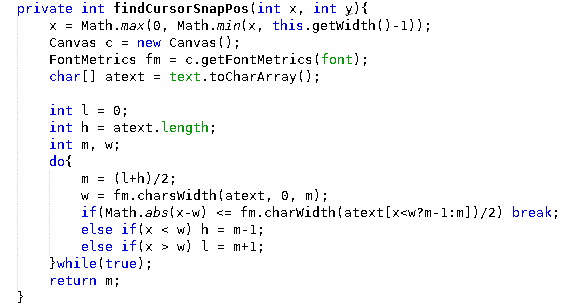 private int findCursorSnapPos(int x, int y){
x = Math.max(0, Math.min(x, this.getWidth()-1));
Canvas c = new Canvas();
FontMetrics fm = c.getFontMetrics(font);
char[] atext = text.toCharArray();
int l = 0;
int h = atext.length;
int m, w;
do{
m = (l+h)/2;
w = fm.charsWidth(atext, 0, m);
if(Math.abs(x-w) <= fm.charWidth(atext[x<w?m-1:m])/2) break;
else if(x < w) h = m-1;
else if(x > w) l = m+1;
}while(true);
return m;
}